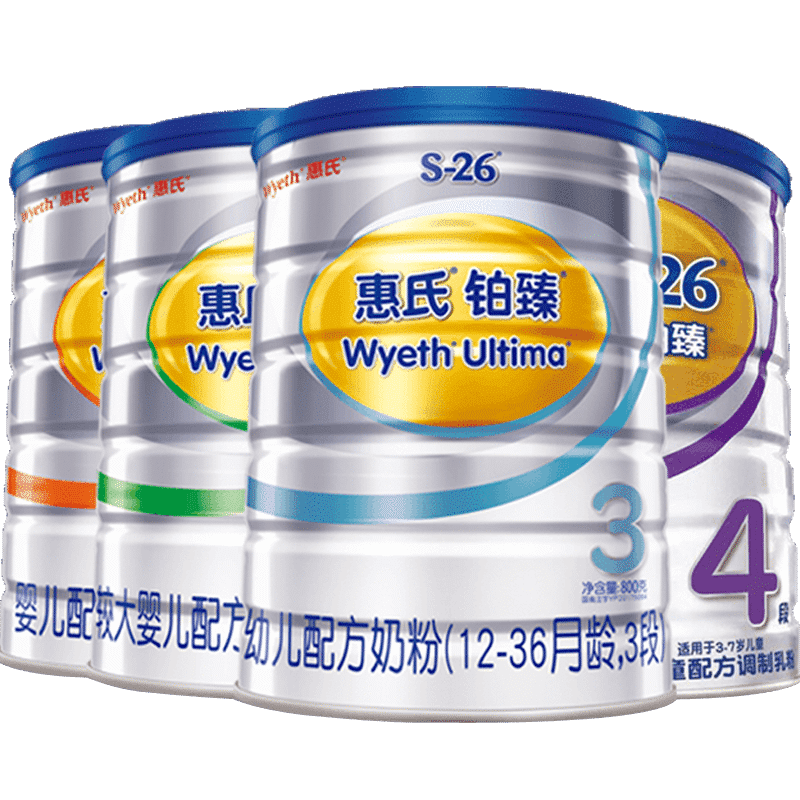 Wyeth 惠氏
婴儿配
Wyeth 惠氏
惠
Wye
较大婴儿配方
S-26®
惠氏® 铂臻®
Wyeth® Ultima®
3
净含量:800克
幼儿配方奶粉(12-36月龄,3段)
26®
臻®
4
段
适用于3-7岁儿童
童配方调制乳粉